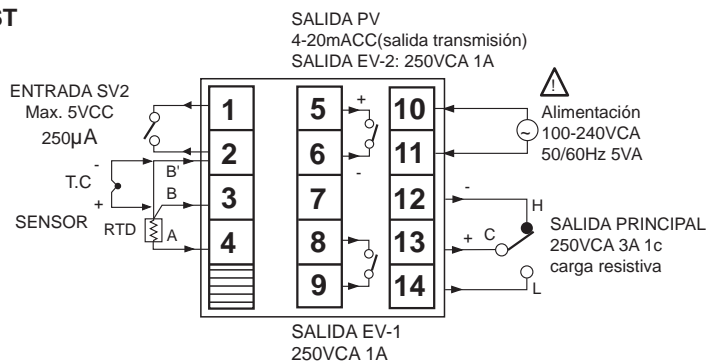 ST
SALIDA PV
4-20mACC(salida transmisión)
SALIDA EV-2: 250VCA 1A
ENTRADA SV2
Max. 5VCC
250µA
1
2
3
4
5
6
7
8
9
10
11
12
13
14
+
-
~
Alimentación
100-240VCA
50/60Hz 5VA
-
T.C
+
SENSOR
RTD
B'
B
A
-
H
+
C
L
SALIDA PRINCIPAL
250VCA 3A 1c
carga resistiva
SALIDA EV-1
250VCA 1A